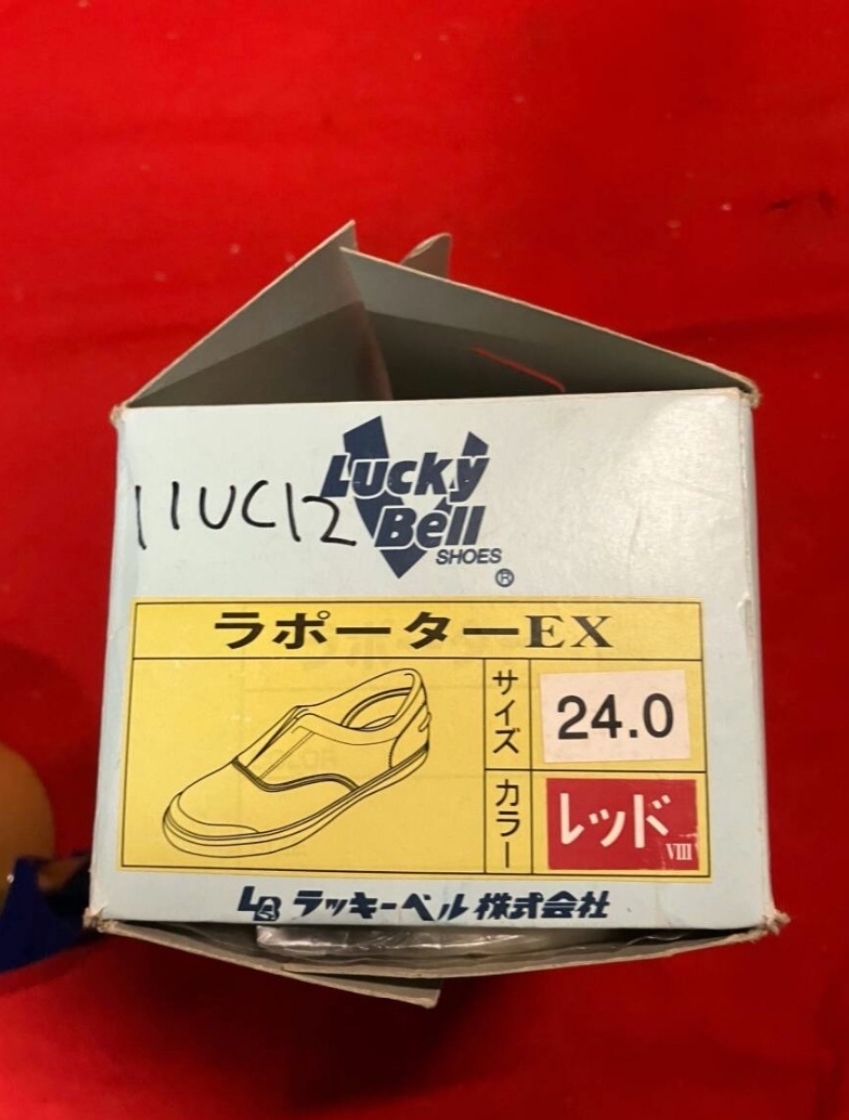 Lucky
Bell
SHOES
®
11UC12
ラポーターEX
サイズ
24.0
カラー
レッド
VIII
LB ラッキーベル株式会社